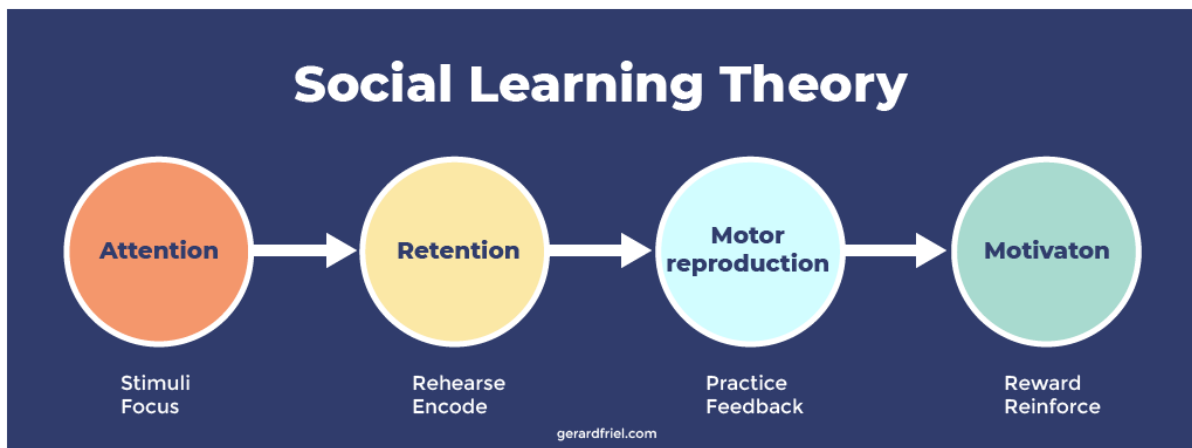 Social Learning Theory
Attention
Retention
Motor
reproduction
Motivaton
Stimuli
Focus
Rehearse
Encode
Practice
Feedback
Reward
Reinforce
gerardfriel.com